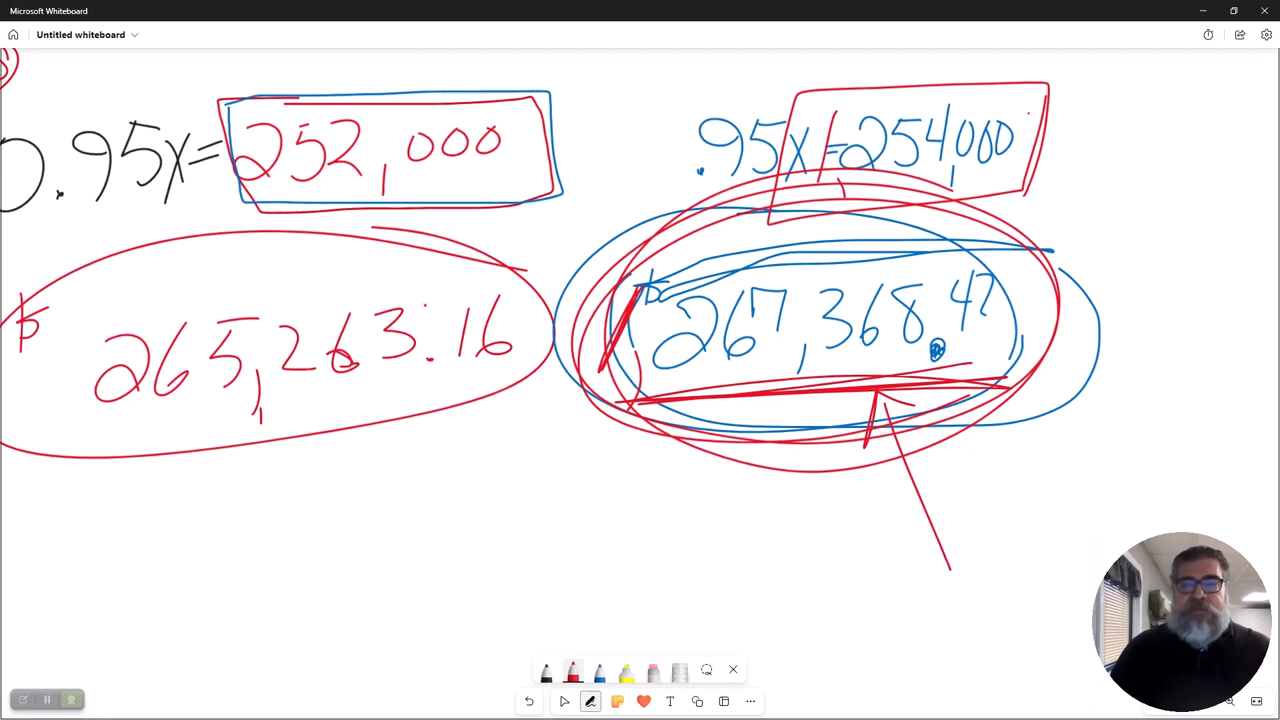 Microsoft Whiteboard
Untitled whiteboard
0.95x = 252,000
$ 265,263.16
.95x = 254,000
$ 267,368.42